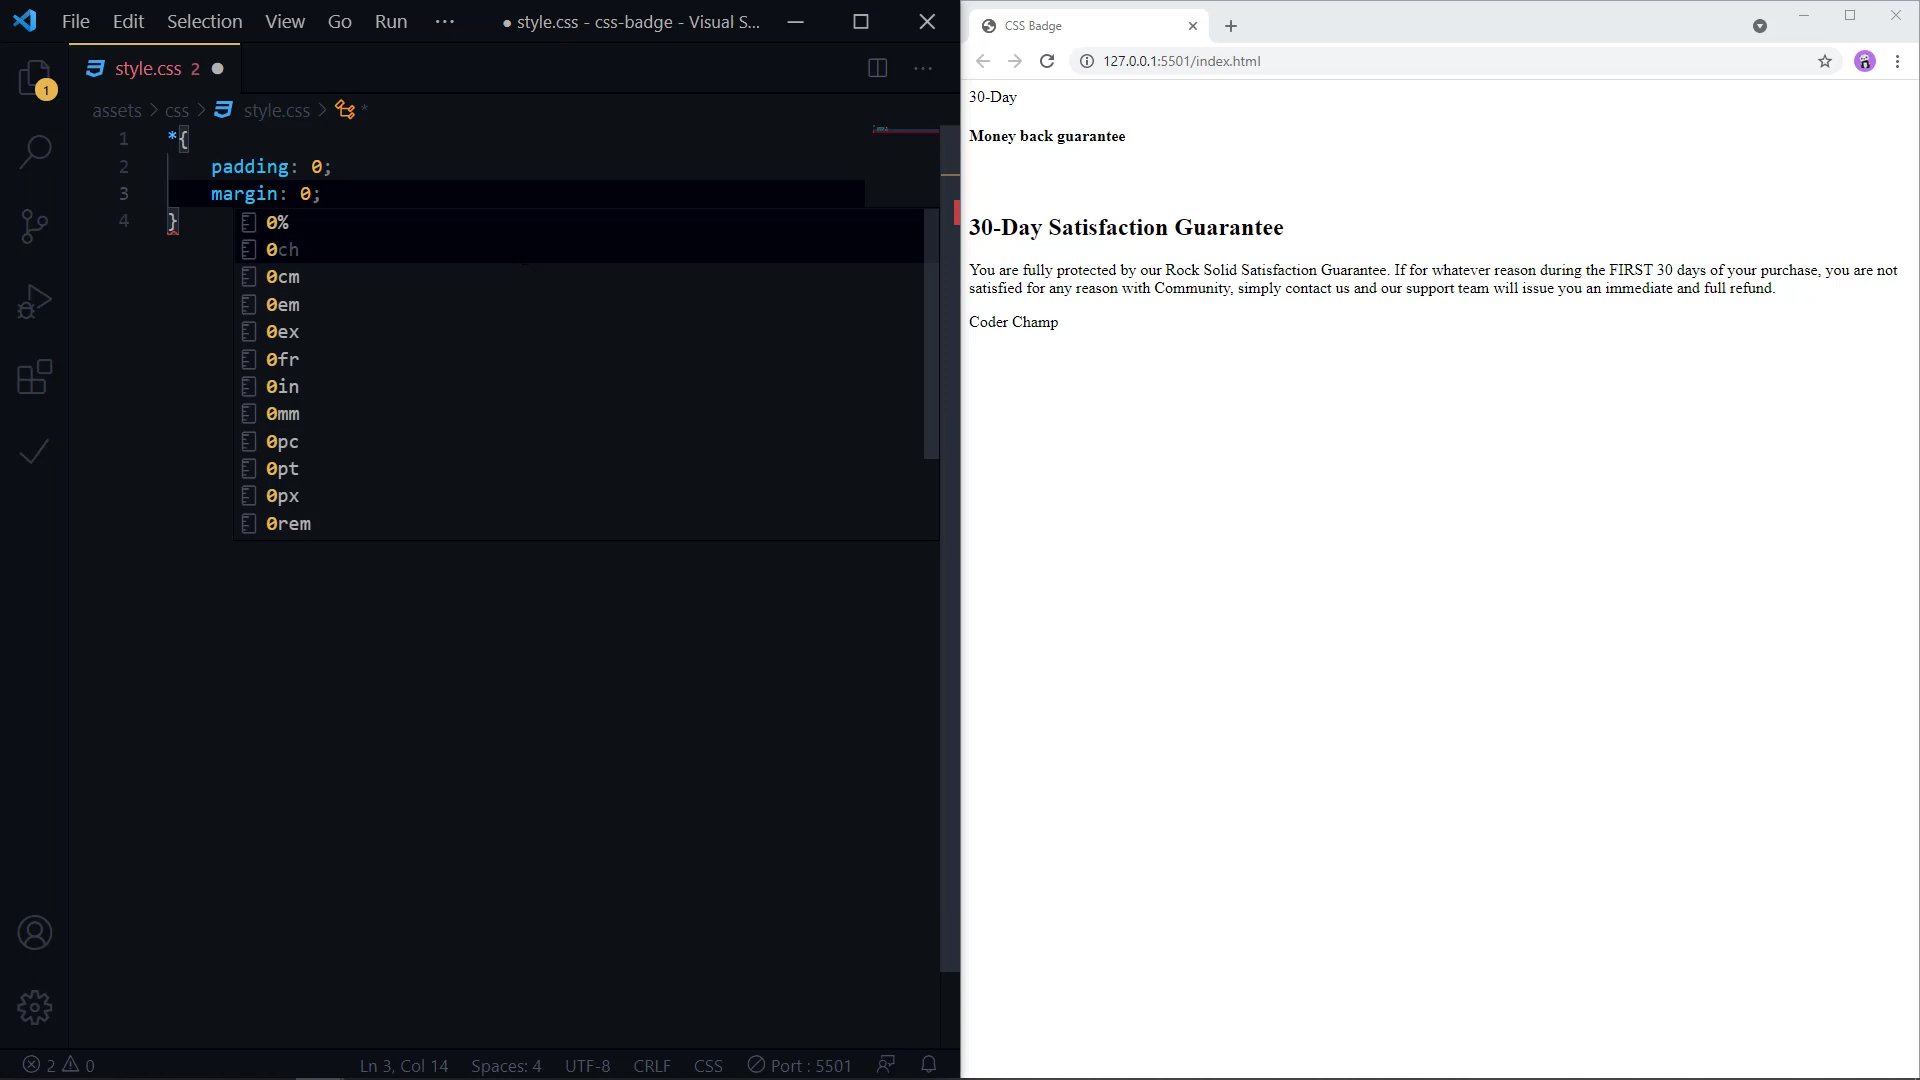 File Edit Selection View Go Run ··· ● style.css - css-badge - Visual S...
style.css 2 ●
1
assets > css > style.css > *
1 *{
2 padding: 0;
3 margin: 0;
4 }
0%
0ch
0cm
0em
0ex
0fr
0in
0mm
0pc
0pt
0px
0rem
2 0 Ln 3, Col 14 Spaces: 4 UTF-8 CRLF CSS Port : 5501
CSS Badge
127.0.0.1:5501/index.html
30-Day
Money back guarantee
30-Day Satisfaction Guarantee
You are fully protected by our Rock Solid Satisfaction Guarantee. If for whatever reason during the FIRST 30 days of your purchase, you are not
satisfied for any reason with Community, simply contact us and our support team will issue you an immediate and full refund.
Coder Champ